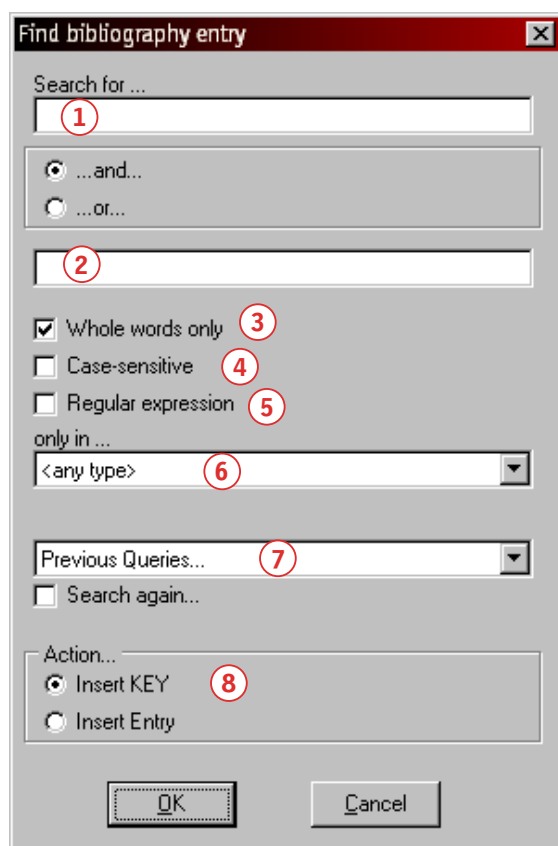 Find bibliography entry
Search for ...
1
...and...
...or...
2
Whole words only 3
Case-sensitive 4
Regular expression 5
only in ...
<any type> 6
Previous Queries... 7
Search again...
Action...
Insert KEY 8
Insert Entry
OK Cancel